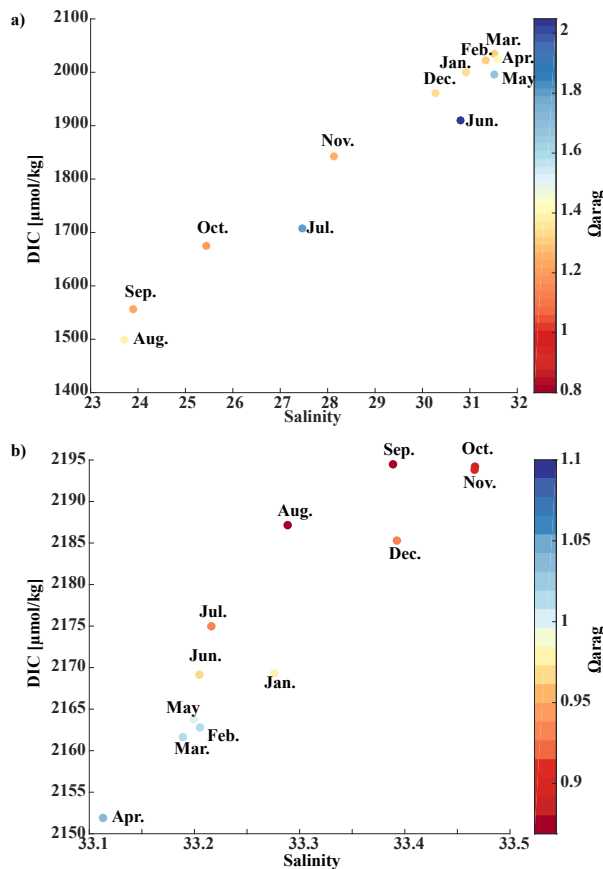 a)
2100
2000
1900
1800
1700
1600
1500
1400
DIC [µmol/kg]
Mar.
Feb.
Apr.
Jan.
May
Dec.
Jun.
Nov.
Jul.
Oct.
Sep.
Aug.
23 24 25 26 27 28 29 30 31 32
Salinity
2
1.8
1.6
1.4
1.2
1
0.8
Ωarag
b)
2195
2190
2185
2180
2175
2170
2165
2160
2155
2150
DIC [µmol/kg]
Sep.
Oct.
Nov.
Aug.
Dec.
Jul.
Jun.
Jan.
May
Feb.
Mar.
Apr.
33.1 33.2 33.3 33.4 33.5
Salinity
1.1
1.05
1
0.95
0.9
Ωarag